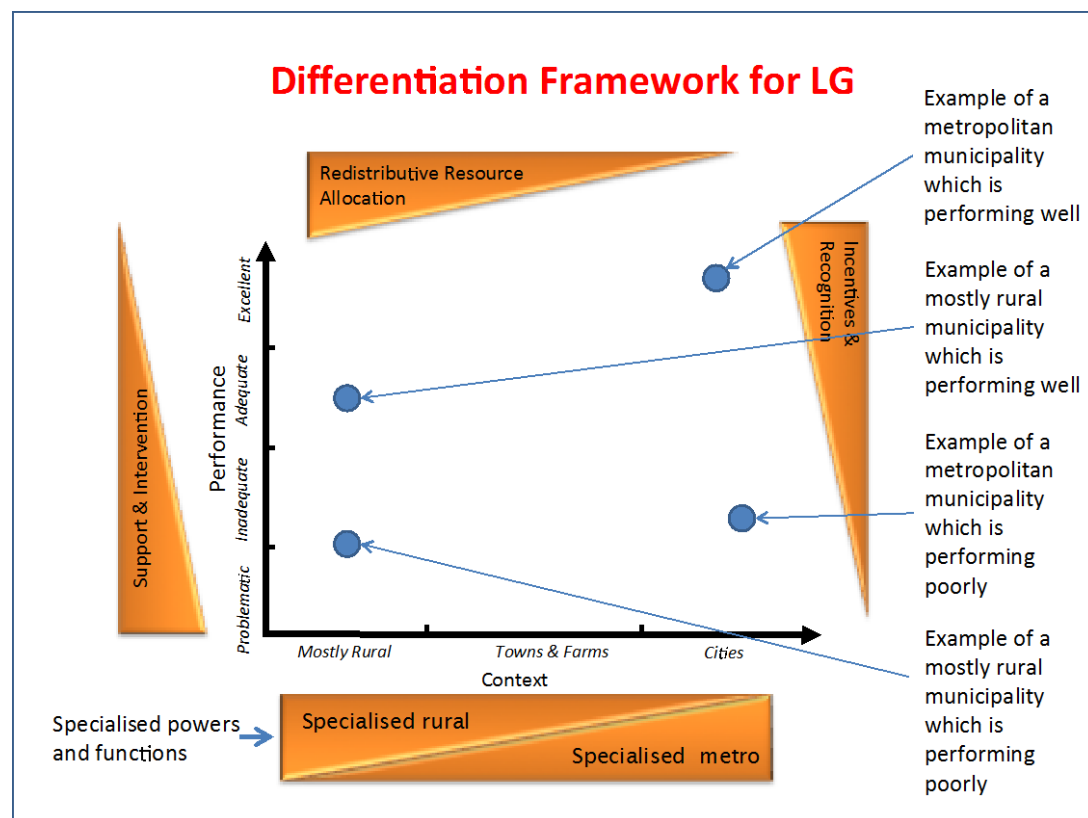 Differentiation Framework for LG
Redistributive Resource
Allocation
Support & Intervention
Performance
Excellent
Adequate
Inadequate
Problematic
Mostly Rural
Towns & Farms
Cities
Context
Incentives &
Recognition
Example of a
metropolitan
municipality
which is
performing well
Example of a
mostly rural
municipality
which is
performing well
Example of a
metropolitan
municipality
which is
performing
poorly
Example of a
mostly rural
municipality
which is
performing
poorly
Specialised powers
and functions
Specialised rural
Specialised metro